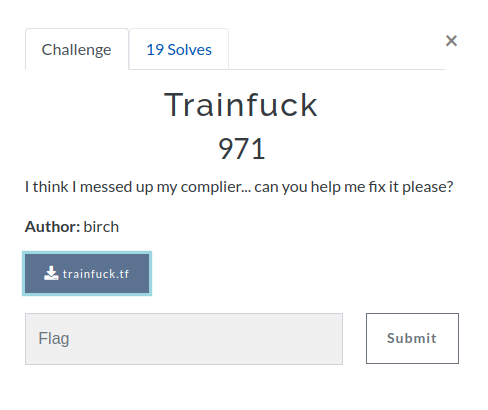 Challenge
19 Solves
×
Trainfuck
971
I think I messed up my complier... can you help me fix it please?
Author: birch
trainfuck.tf
Flag
Submit